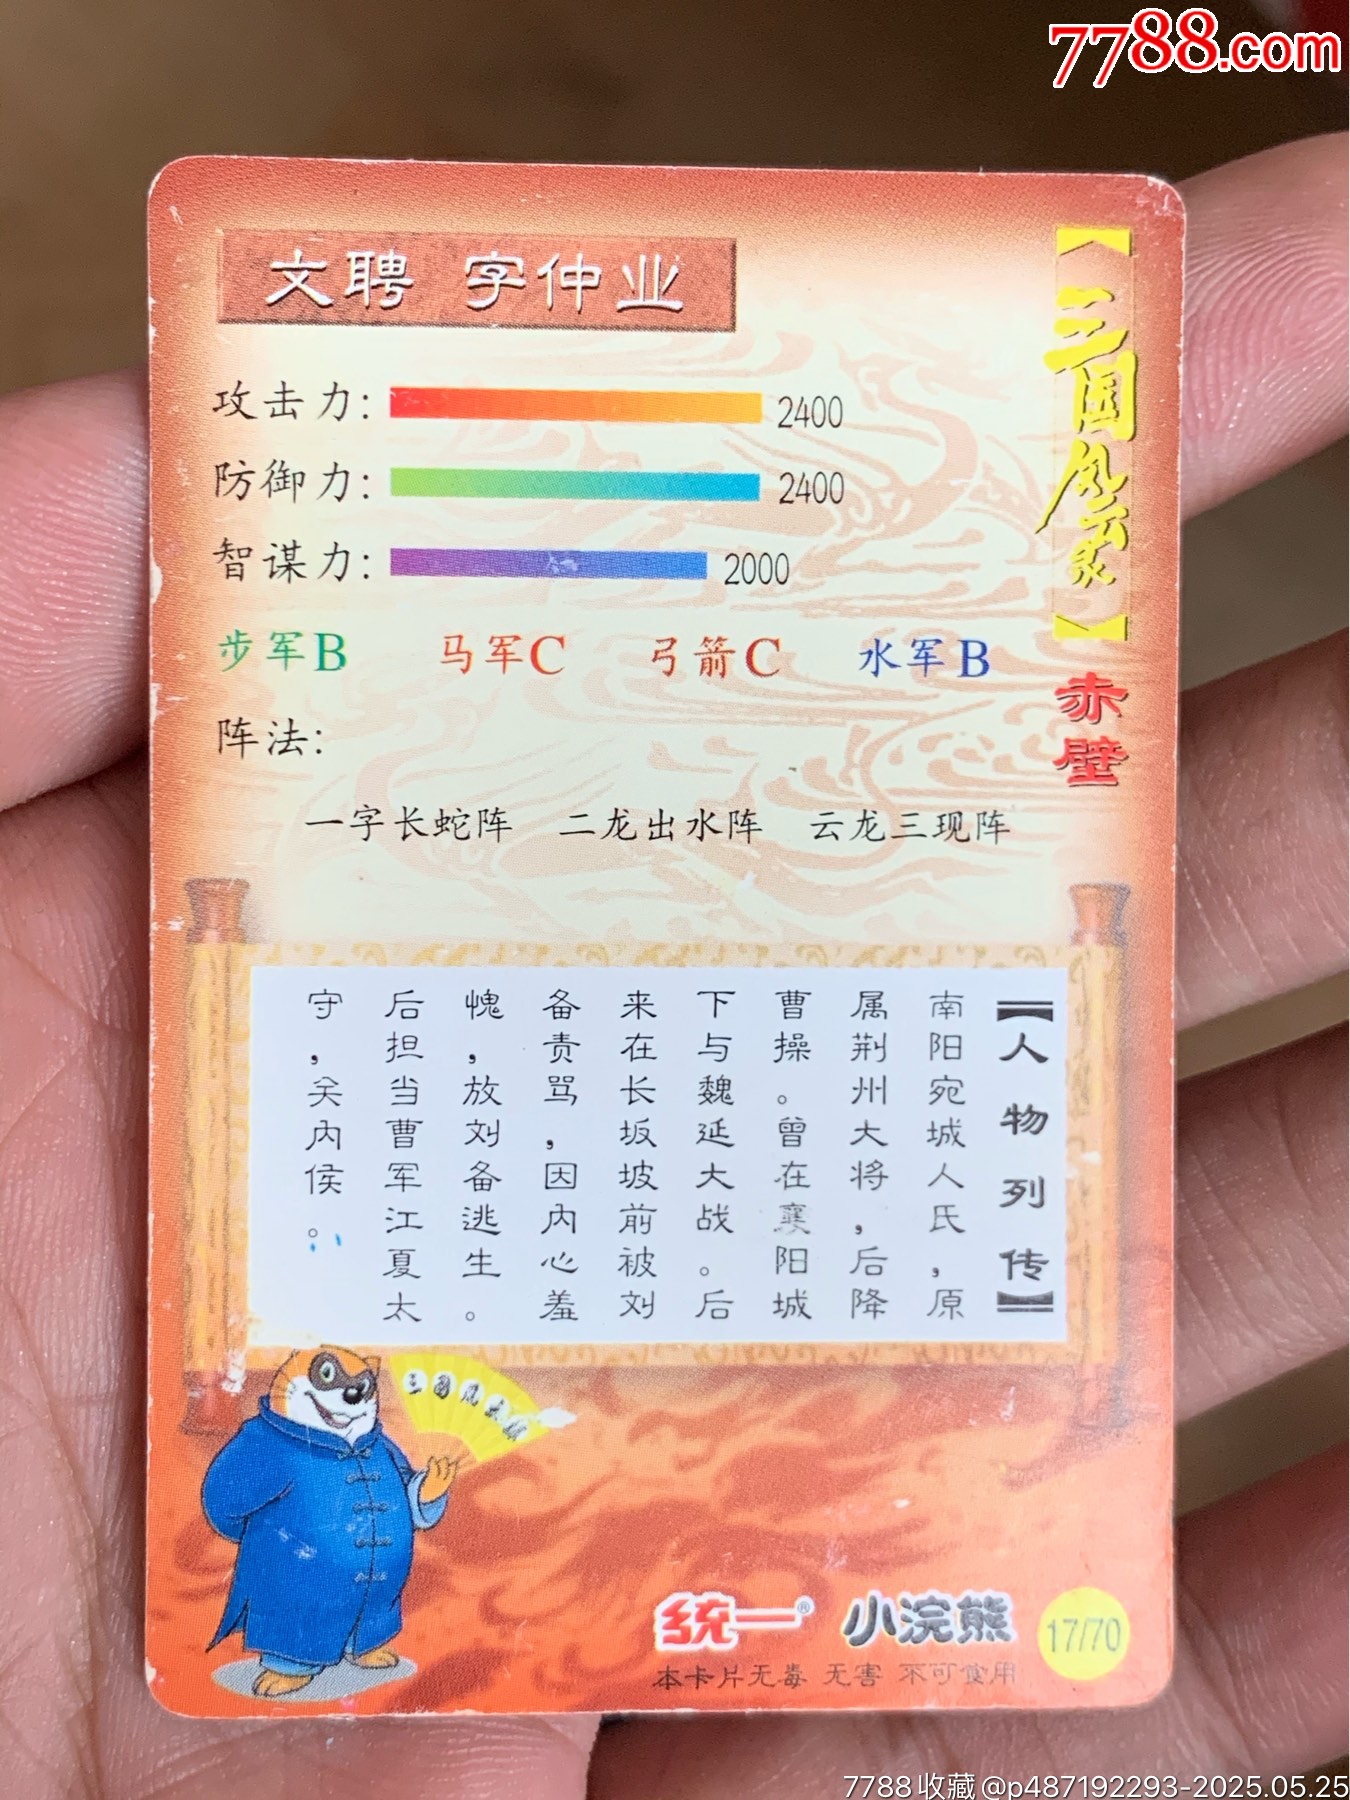 7788.com
文聘 字仲业
攻击力: 2400
防御力: 2400
智谋力: 2000
步军B 马军C 弓箭C 水军B
阵法:
一字长蛇阵 二龙出水阵 云龙三现阵
【三国风云录】
赤壁
【人物列传】
南阳宛城人氏，原
属荆州大将，后降
曹操。曾在襄阳城
下与魏延大战。后
来在长坂坡前被刘
备责骂，因内心羞
愧，放刘备逃生。
后担当曹军江夏太
守，关内侯。
三国风云录
统一® 小浣熊
17/70
本卡片无毒 无害 不可食用
7788收藏@p487192293-2025.05.25